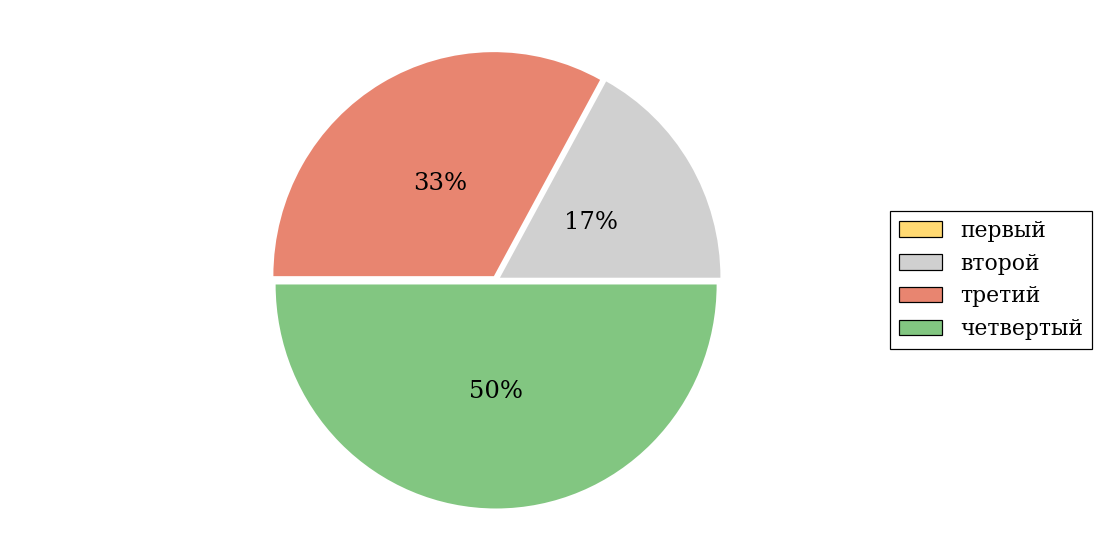 33%
17%
50%
первый
второй
третий
четвертый